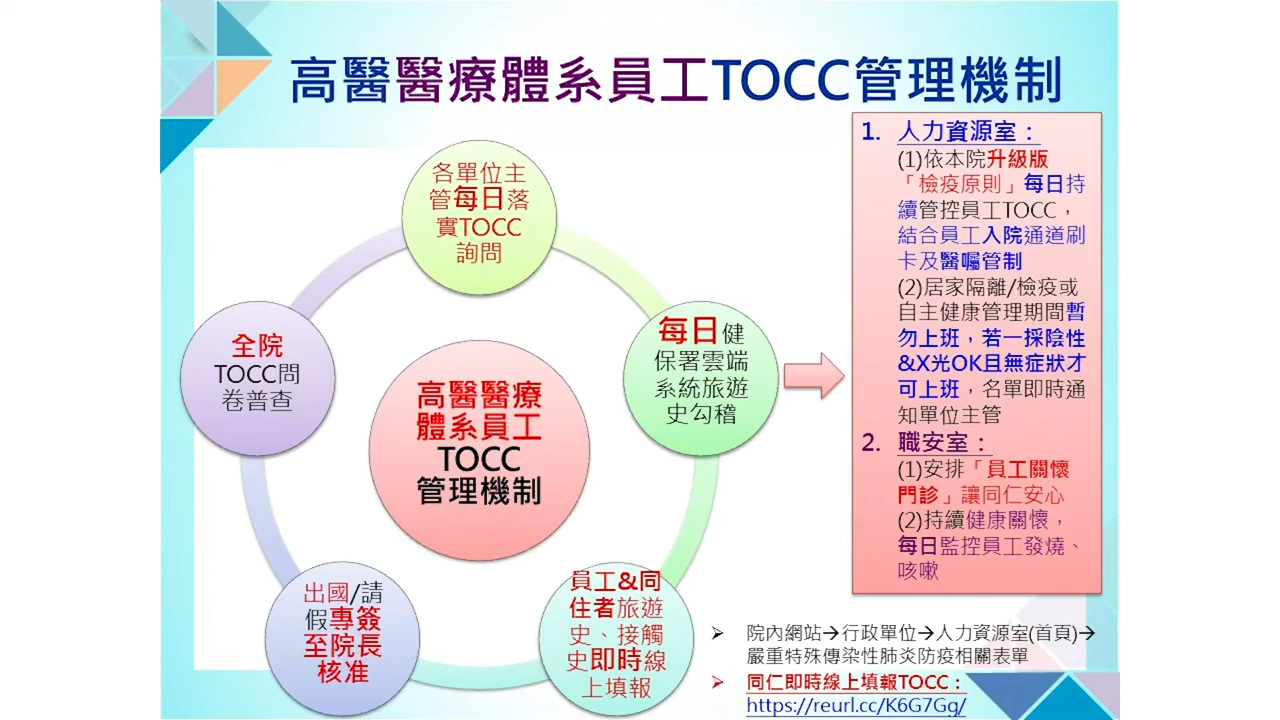 高醫醫療體系員工TOCC管理機制
各單位主
管每日落
實TOCC
詢問
每日健
保署雲端
系統旅遊
史勾稽
員工&同
住者旅遊
史、接觸
史即時線
上填報
出國/請
假專簽
至院長
核准
全院
TOCC問
卷普查
高醫醫療
體系員工
TOCC
管理機制
1. 人力資源室：
(1)依本院升級版
「檢疫原則」每日持
續管控員工TOCC，
結合員工入院通道刷
卡及醫囑管制
(2)居家隔離/檢疫或
自主健康管理期間暫
勿上班，若一採陰性
&X光OK且無症狀才
可上班，名單即時通
知單位主管
2. 職安室：
(1)安排「員工關懷
門診」讓同仁安心
(2)持續健康關懷，
每日監控員工發燒、
咳嗽
➢ 院內網站→行政單位→人力資源室(首頁)→
嚴重特殊傳染性肺炎防疫相關表單
➢ 同仁即時線上填報TOCC：
https://reurl.cc/K6G7Gg/